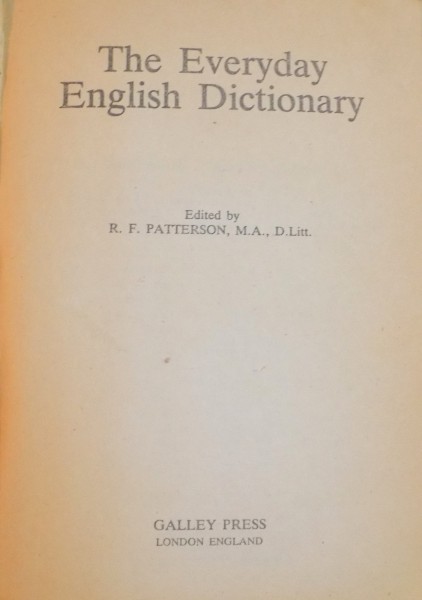 The Everyday
English Dictionary
Edited by
R. F. PATTERSON, M.A., D.Litt.
GALLEY PRESS
LONDON ENGLAND